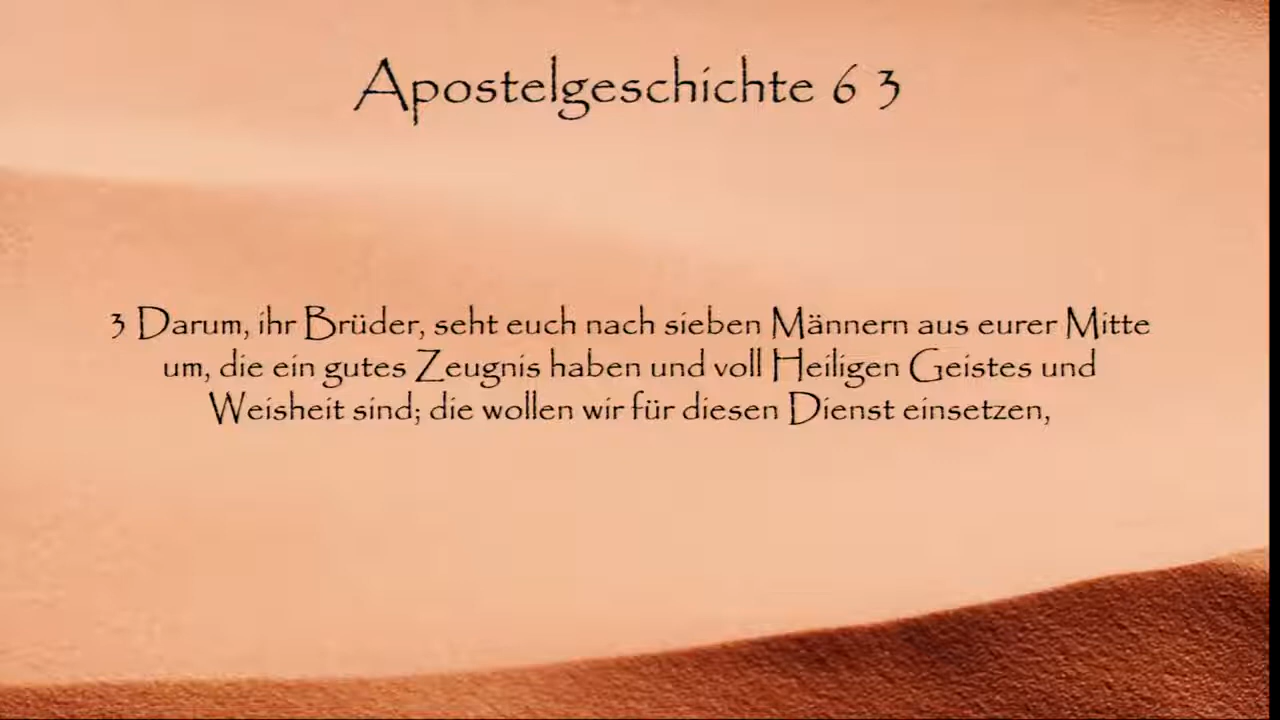 Apostelgeschichte 6 3
3 Darum, ihr Brüder, seht euch nach sieben Männern aus eurer Mitte
um, die ein gutes Zeugnis haben und voll Heiligen Geistes und
Weisheit sind; die wollen wir für diesen Dienst einsetzen,